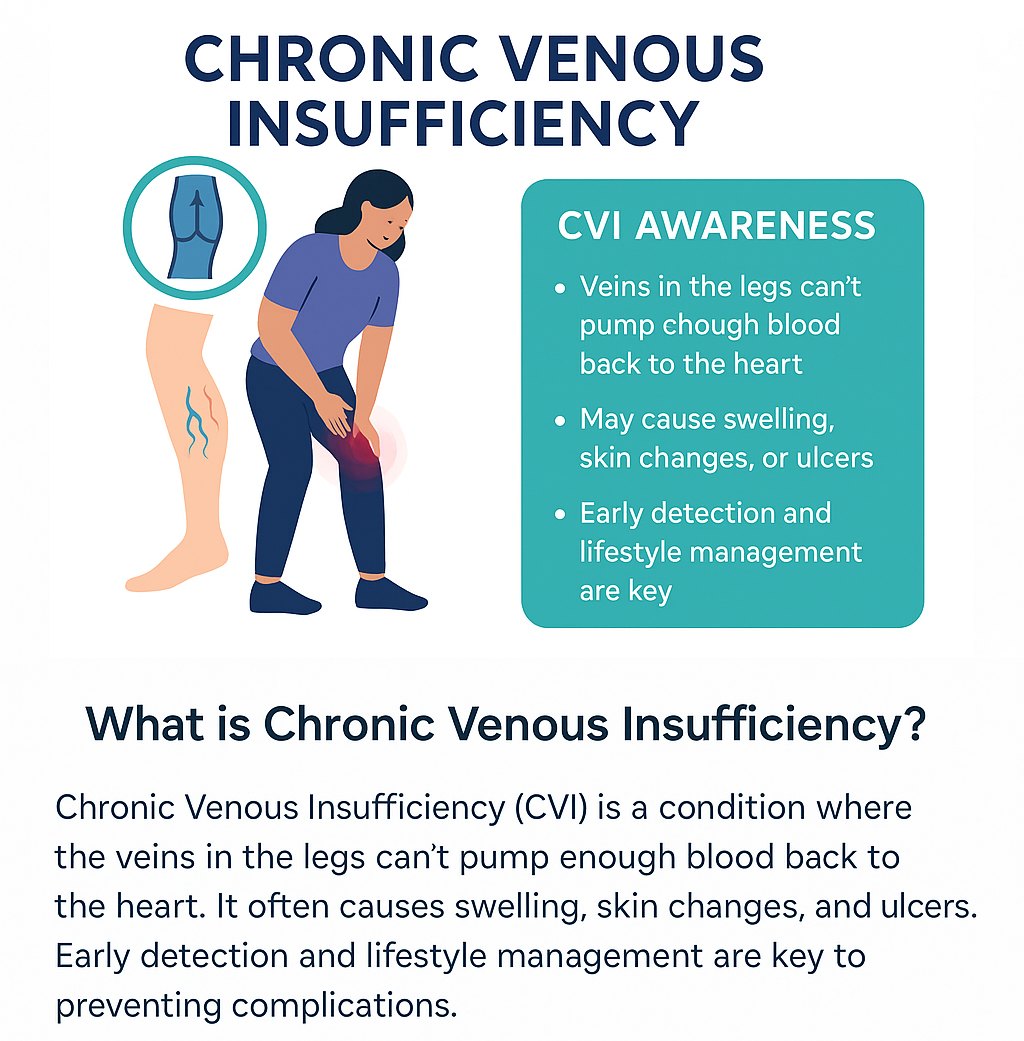 CHRONIC VENOUS
INSUFFICIENCY
CVI AWARENESS
• Veins in the legs can’t
pump chough blood
back to the heart
• May cause swelling,
skin changes, or ulcers
• Early detection and
lifestyle management
are key
What is Chronic Venous Insufficiency?
Chronic Venous Insufficiency (CVI) is a condition where
the veins in the legs can’t pump enough blood back to
the heart. It often causes swelling, skin changes, and ulcers.
Early detection and lifestyle management are key to
preventing complications.